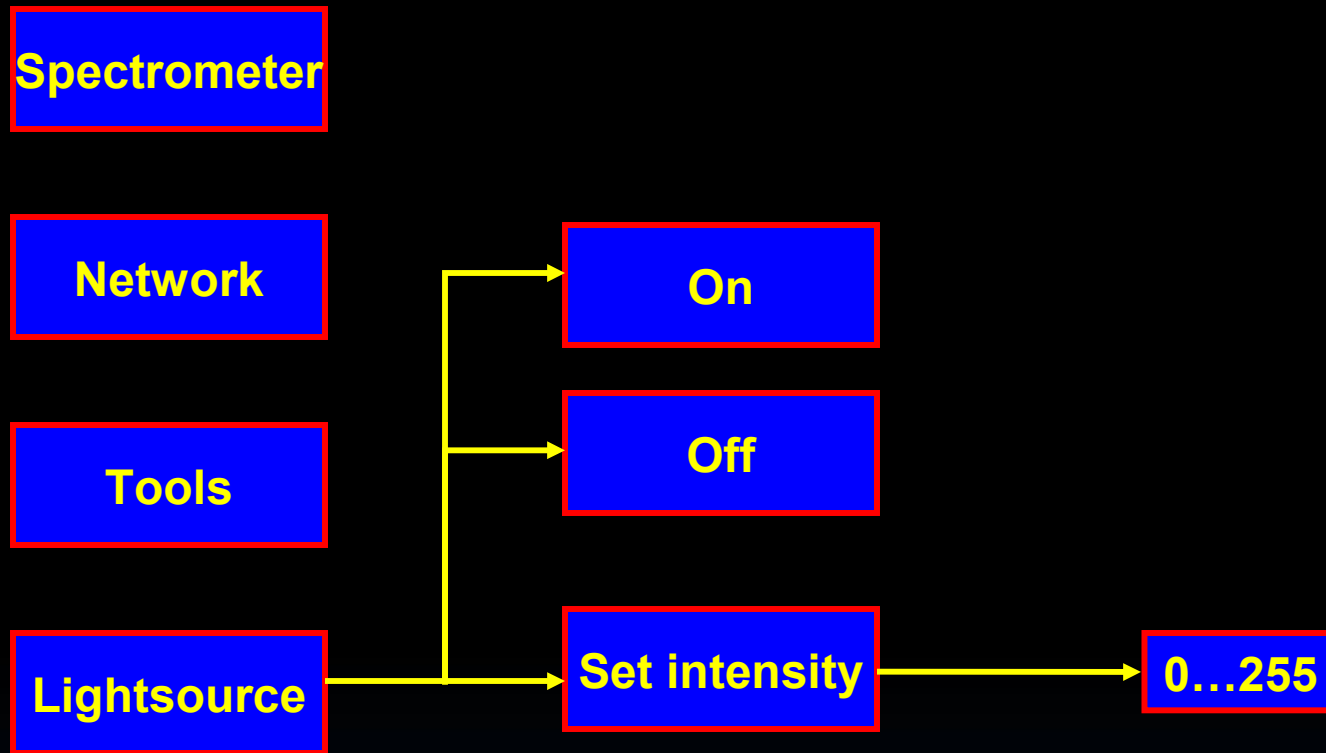 Spectrometer
Network
On
Off
Tools
Set intensity
0…255
Lightsource